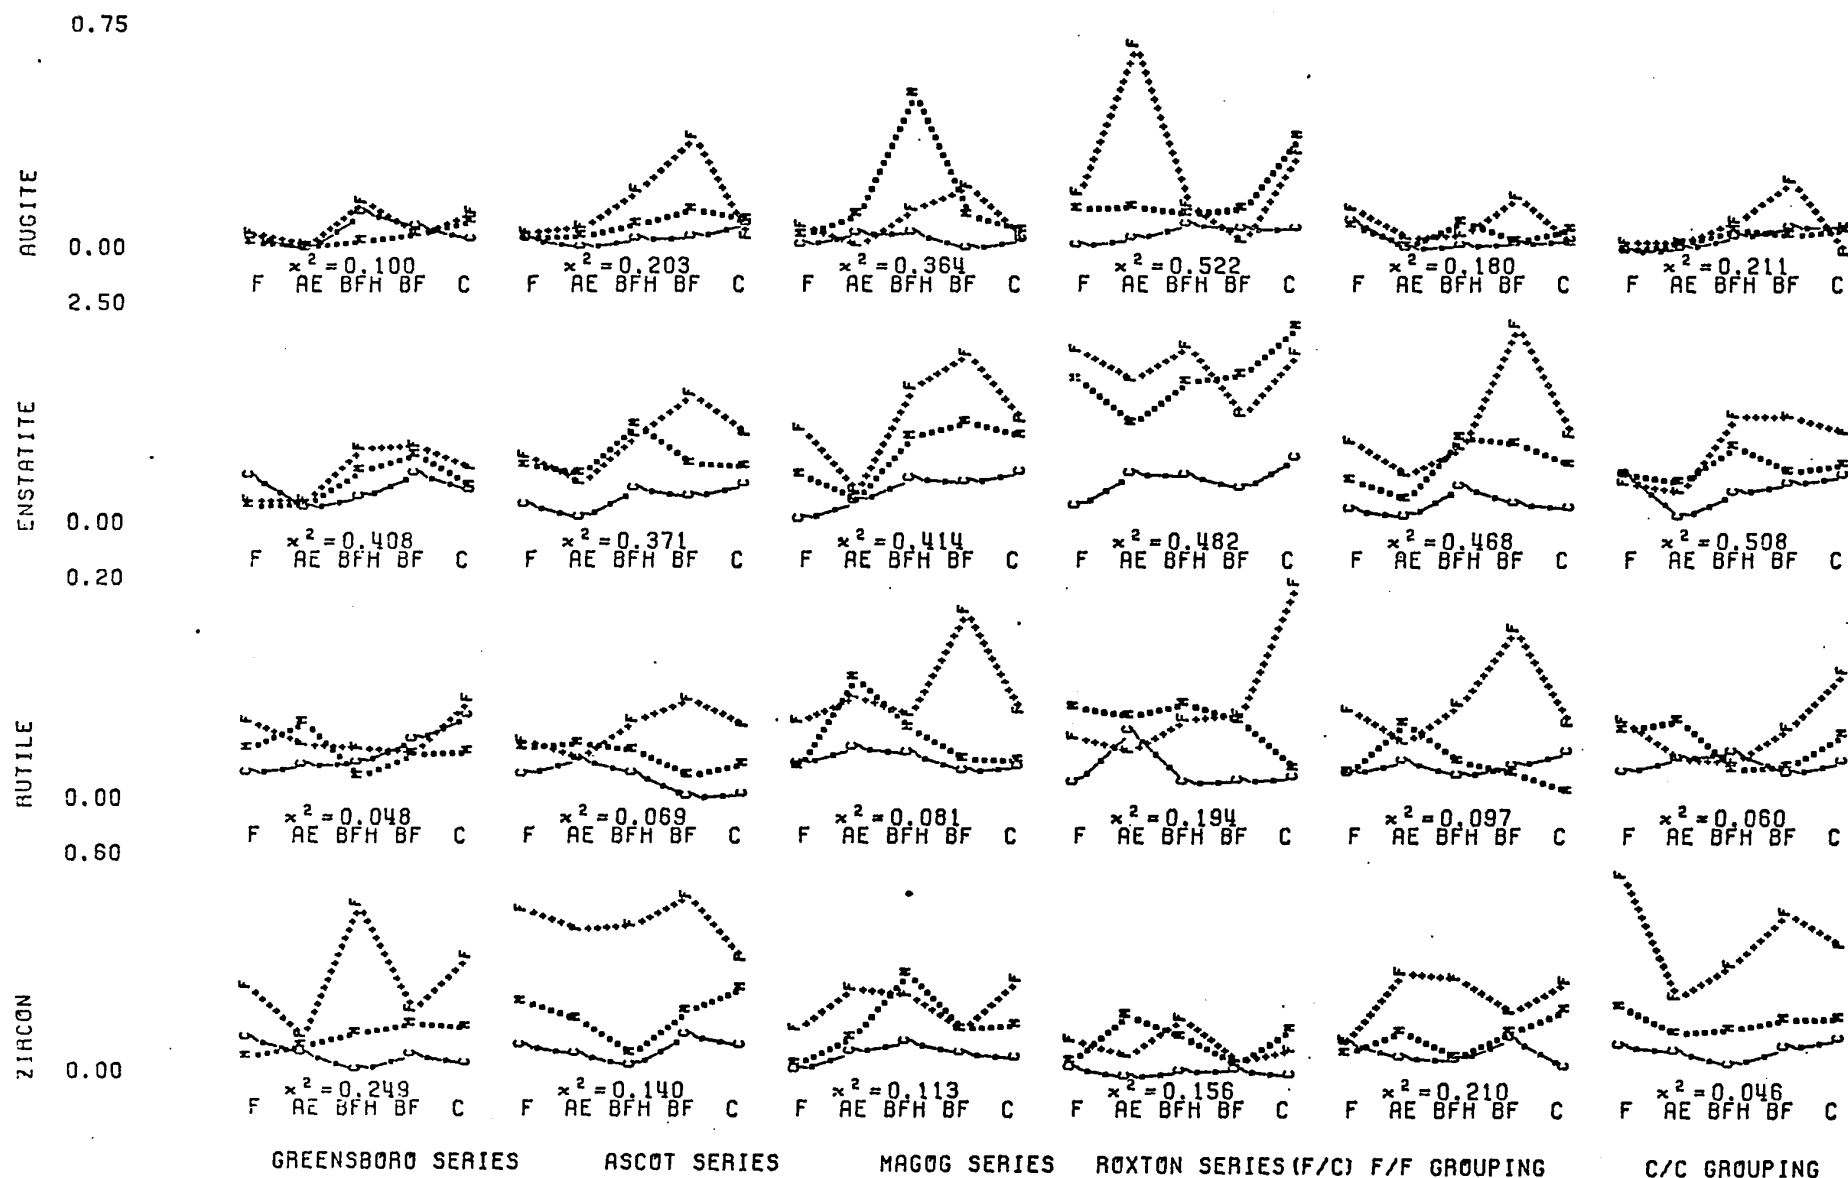 0.75
AUGITE
0.00
x² = 0.100 x² = 0.203 x² = 0.364 x² = 0.522 x² = 0.180 x² = 0.211
F AE BFH BF C F AE BFH BF C F AE BFH BF C F AE BFH BF C F AE BFH BF C F AE BFH BF C
2.50
ENSTATITE
0.00
x² = 0.408 x² = 0.371 x² = 0.414 x² = 0.482 x² = 0.468 x² = 0.508
F AE BFH BF C F AE BFH BF C F AE BFH BF C F AE BFH BF C F AE BFH BF C F AE BFH BF C
0.20
RUTILE
0.00
x² = 0.048 x² = 0.069 x² = 0.081 x² = 0.194 x² = 0.097 x² = 0.060
F AE BFH BF C F AE BFH BF C F AE BFH BF C F AE BFH BF C F AE BFH BF C F AE BFH BF C
0.60
ZIRCON
0.00
x² = 0.249 x² = 0.140 x² = 0.113 x² = 0.156 x² = 0.210 x² = 0.046
F AE BFH BF C F AE BFH BF C F AE BFH BF C F AE BFH BF C F AE BFH BF C F AE BFH BF C
GREENSBORO SERIES ASCOT SERIES MAGOG SERIES ROXTON SERIES (F/C) F/F GROUPING C/C GROUPING